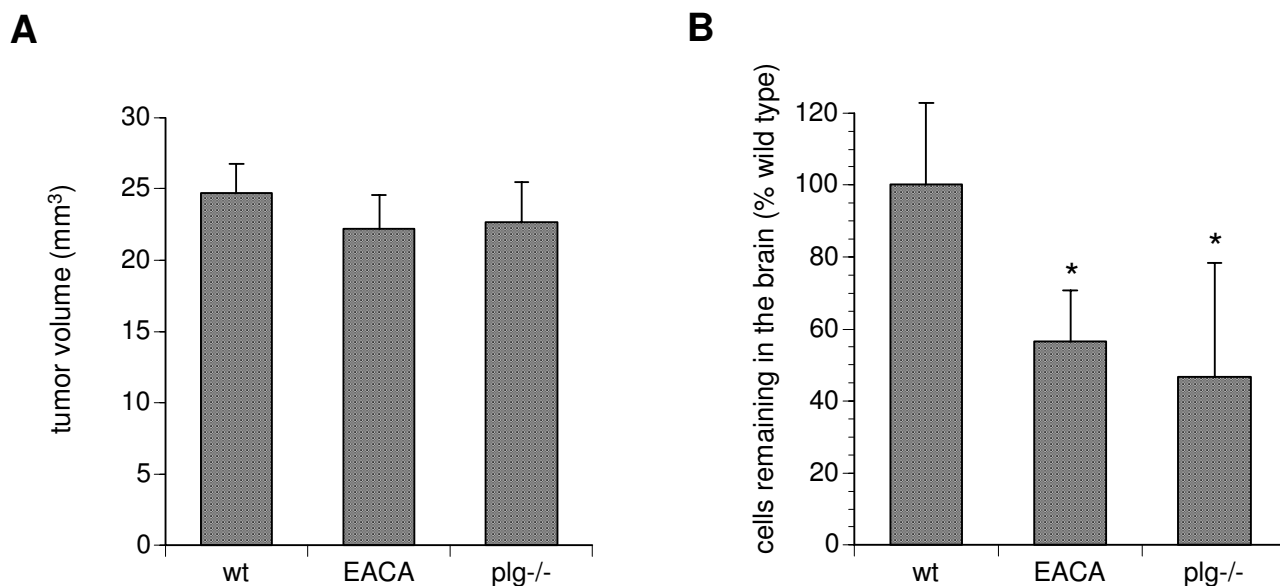 A
tumor volume (mm³)
30
25
20
15
10
5
0
wt EACA plg-/-
B
cells remaining in the brain (% wild type)
120
100
80
60
40
20
0
*
*
wt EACA plg-/-